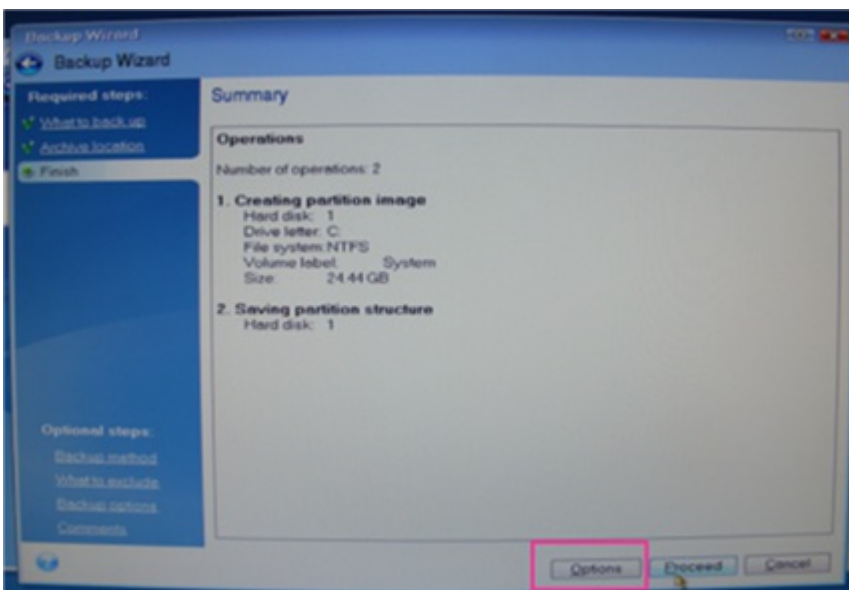 Backup Wizard
Backup Wizard
Required steps:
What to back up
Archive location
Finish
Summary
Operations
Number of operations: 2
1. Creating partition image
Hard disk: 1
Drive letter: C:
File system: NTFS
Volume label: System
Size: 24.44 GB
2. Saving partition structure
Hard disk: 1
Optional steps:
Backup method
What to exclude
Backup options
Comments
Options Proceed Cancel